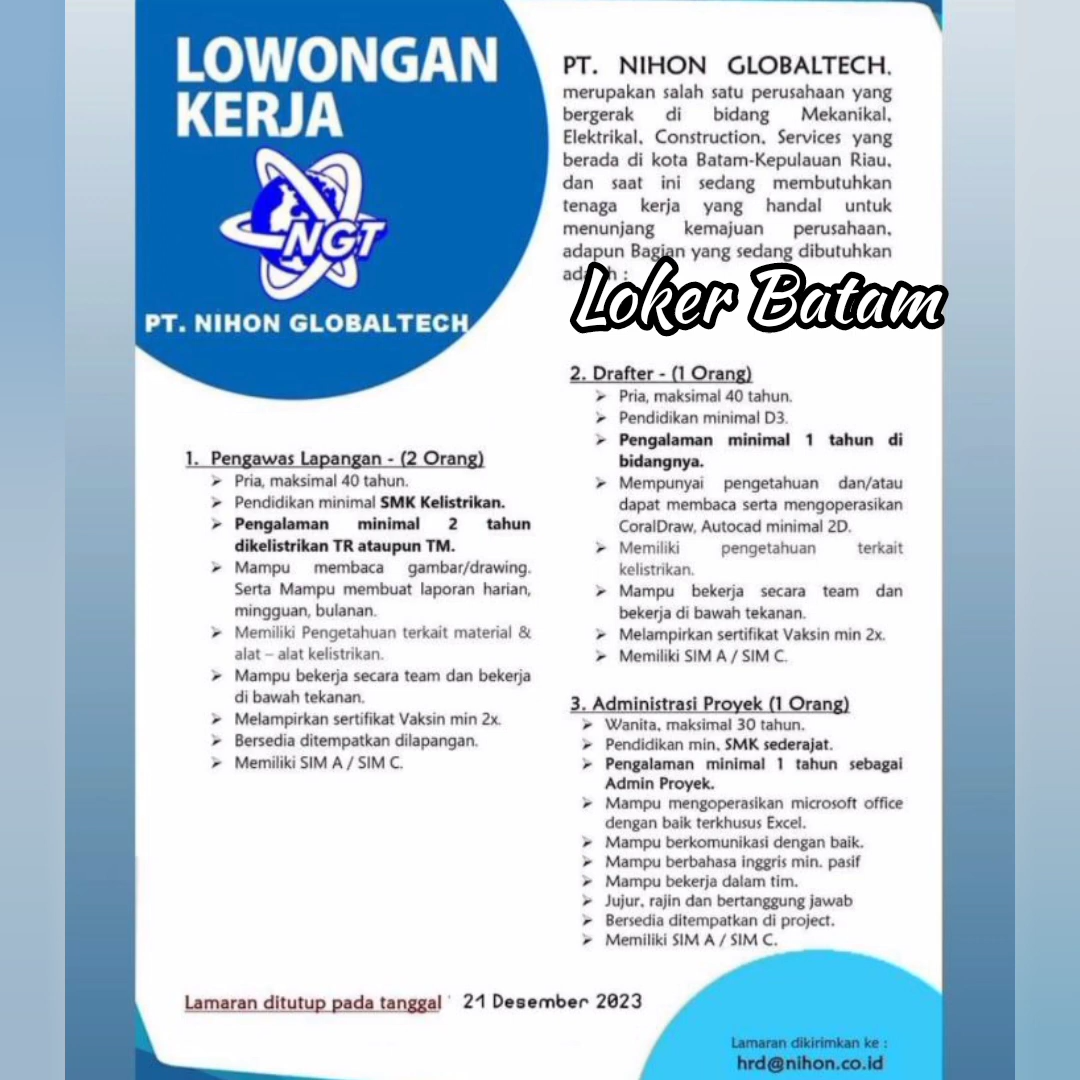 LOWONGAN
KERJA
NGT
PT. NIHON GLOBALTECH
PT. NIHON GLOBALTECH.
merupakan salah satu perusahaan yang
bergerak di bidang Mekanikal,
Elektrikal, Construction, Services yang
berada di kota Batam-Kepulauan Riau,
dan saat ini sedang membutuhkan
tenaga kerja yang handal untuk
menunjang kemajuan perusahaan,
adapun Bagian yang sedang dibutuhkan
:
Loker Batam
1. Pengawas Lapangan - (2 Orang)
➢ Pria, maksimal 40 tahun.
➢ Pendidikan minimal SMK Kelistrikan.
➢ Pengalaman minimal 2 tahun
dikelistrikan TR ataupun TM.
➢ Mampu membaca gambar/drawing.
Serta Mampu membuat laporan harian,
mingguan, bulanan.
➢ Memiliki Pengetahuan terkait material &
alat – alat kelistrikan.
➢ Mampu bekerja secara team dan bekerja
di bawah tekanan.
➢ Melampirkan sertifikat Vaksin min 2x.
➢ Bersedia ditempatkan dilapangan.
➢ Memiliki SIM A / SIM C.
2. Drafter - (1 Orang)
➢ Pria, maksimal 40 tahun.
➢ Pendidikan minimal D3.
➢ Pengalaman minimal 1 tahun di
bidangnya.
➢ Mempunyai pengetahuan dan/atau
dapat membaca serta mengoperasikan
CoralDraw, Autocad minimal 2D.
➢ Memiliki pengetahuan terkait
kelistrikan.
➢ Mampu bekerja secara team dan
bekerja di bawah tekanan.
➢ Melampirkan sertifikat Vaksin min 2x.
➢ Memiliki SIM A / SIM C.
3. Administrasi Proyek (1 Orang)
➢ Wanita, maksimal 30 tahun.
➢ Pendidikan min, SMK sederajat.
➢ Pengalaman minimal 1 tahun sebagai
Admin Proyek.
➢ Mampu mengoperasikan microsoft office
dengan baik terkhusus Excel.
➢ Mampu berkomunikasi dengan baik.
➢ Mampu berbahasa inggris min. pasif
➢ Mampu bekerja dalam tim.
➢ Jujur, rajin dan bertanggung jawab
➢ Bersedia ditempatkan di project.
➢ Memiliki SIM A / SIM C.
Lamaran ditutup pada tanggal 21 Desember 2023
Lamaran dikirimkan ke :
hrd@nihon.co.id